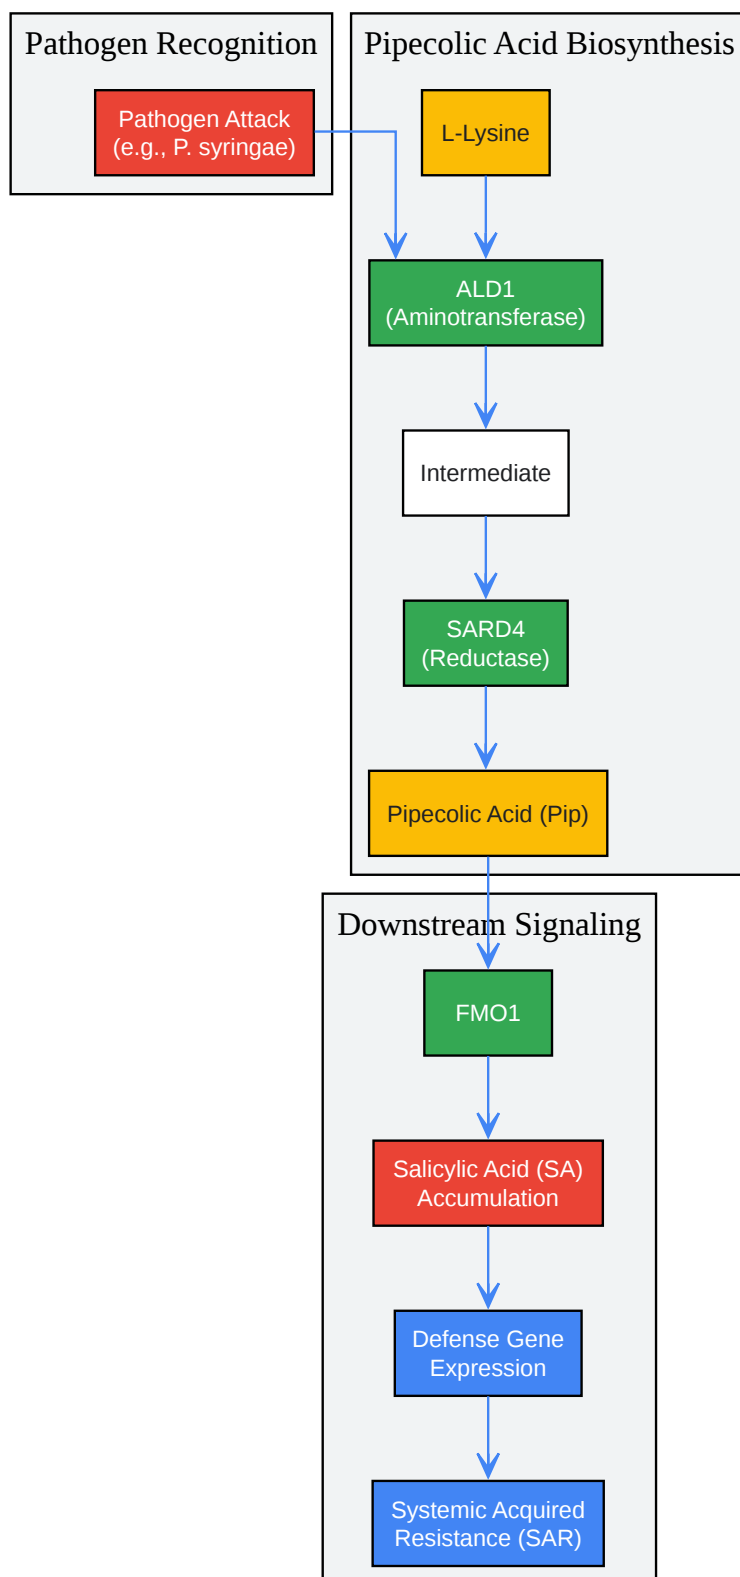 Pathogen Recognition
Pipecolic Acid Biosynthesis
Pathogen Attack
(e.g., P. syringae)
L-Lysine
ALD1
(Aminotransferase)
Intermediate
SARD4
(Reductase)
Pipecolic Acid (Pip)
Downstream Signaling
FMO1
Salicylic Acid (SA)
Accumulation
Defense Gene
Expression
Systemic Acquired
Resistance (SAR)